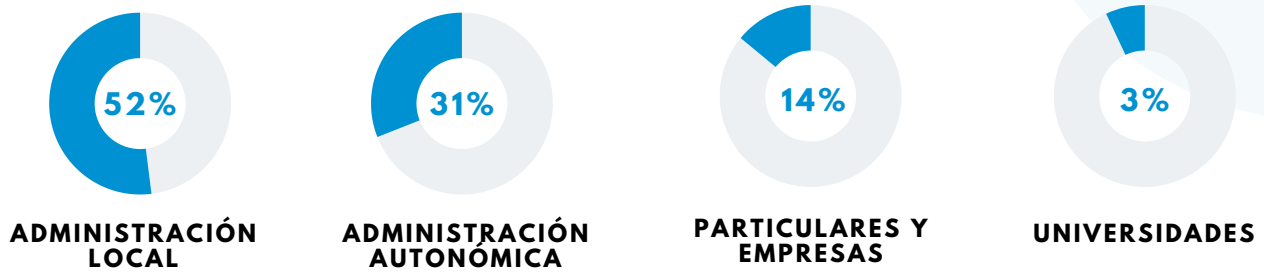 52%
31%
14%
3%
ADMINISTRACIÓN
LOCAL
ADMINISTRACIÓN
AUTONÓMICA
PARTICULARES Y
EMPRESAS
UNIVERSIDADES